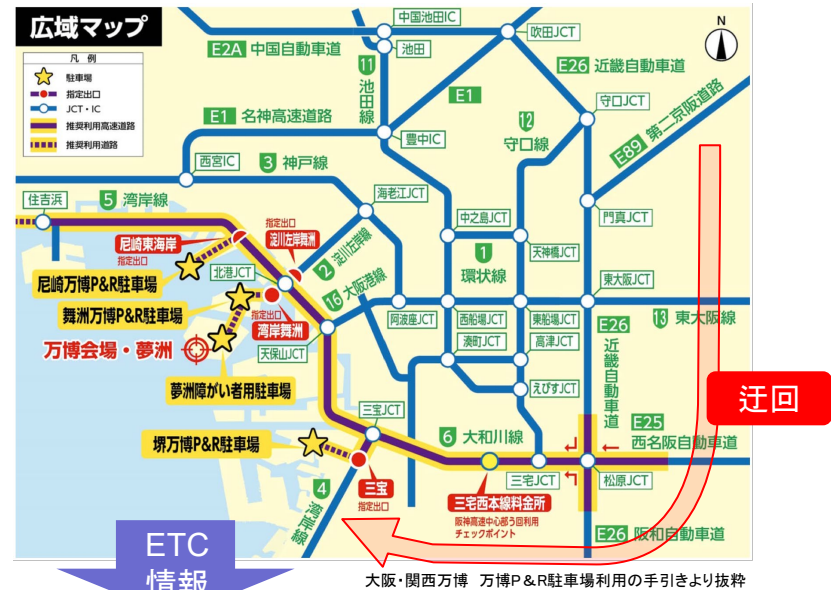 広域マップ
凡例
駐車場
指定出口
JCT・IC
推奨利用高速道路
推奨利用道路
N
中国池田IC
E2A 中国自動車道
池田
吹田JCT
11 池田線
E26 近畿自動車道
E1
E1 名神高速道路
守口JCT
12
守口線
E89 第二京阪道路
豊中IC
西宮IC
3 神戸線
住吉浜
5 湾岸線
海老江JCT
指定出口
淀川左岸舞洲
尼崎東海岸
指定出口
2 淀川左岸線
中之島JCT
門真JCT
天神橋JCT
1
環状線
北港JCT
尼崎万博P&R駐車場
16 大阪港線
東大阪JCT
舞洲万博P&R駐車場
指定出口
湾岸舞洲
阿波座JCT
西船場JCT
東船場JCT
13 東大阪線
万博会場・夢洲
天保山JCT
湊町JCT
高津JCT
E26
近畿自動車道
夢洲障がい者用駐車場
えびすJCT
迂回
三宝JCT
E25
西名阪自動車道
堺万博P&R駐車場
6 大和川線
三宝
指定出口
三宅西本線料金所
阪神高速中心部う回利用
チェックポイント
三宅JCT
松原JCT
4
湾岸線
E26 阪和自動車道
ETC
情報
大阪・関西万博 万博P&R駐車場利用の手引きより抜粋